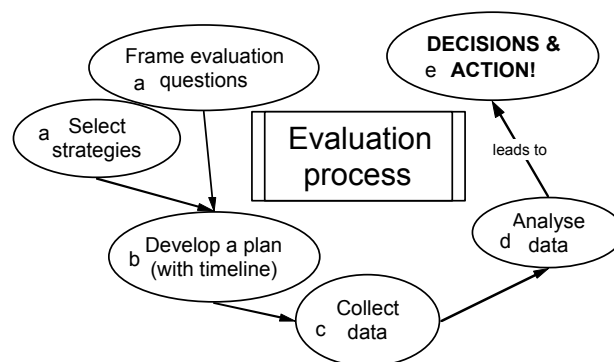 Frame evaluation
a questions
a Select
strategies
Evaluation
process
DECISIONS &
e ACTION!
leads to
Develop a plan
b (with timeline)
Analyse
d data
Collect
c data